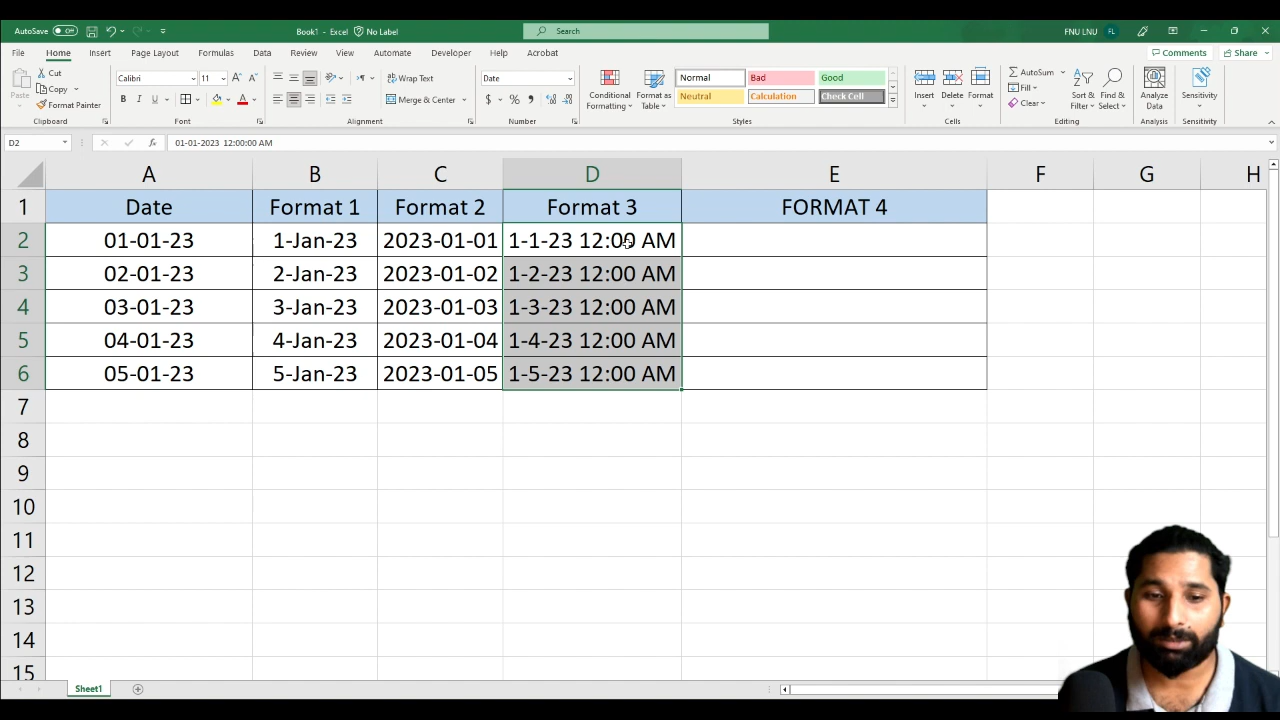 AutoSave Off Book1 - Excel No Label Search FNU LNU FL
File Home Insert Page Layout Formulas Data Review View Automate Developer Help Acrobat Comments Share
Paste Cut Copy Format Painter
Clipboard
Calibri 11 B I U
Font
Wrap Text Merge & Center
Alignment
Date $ % 
Number
Conditional Formatting Format as Table Normal Bad Good Neutral Calculation Check Cell
Styles
Insert Delete Format
Cells
AutoSum Fill Clear Sort & Filter Find & Select
Editing
Analyze Data
Analysis
Sensitivity
Sensitivity
D2 fx 01-01-2023 12:00:00 AM
A B C D E F G H
1 Date Format 1 Format 2 Format 3 FORMAT 4
2 01-01-23 1-Jan-23 2023-01-01 1-1-23 12:00 AM
3 02-01-23 2-Jan-23 2023-01-02 1-2-23 12:00 AM
4 03-01-23 3-Jan-23 2023-01-03 1-3-23 12:00 AM
5 04-01-23 4-Jan-23 2023-01-04 1-4-23 12:00 AM
6 05-01-23 5-Jan-23 2023-01-05 1-5-23 12:00 AM
7
8
9
10
11
12
13
14
15
Sheet1